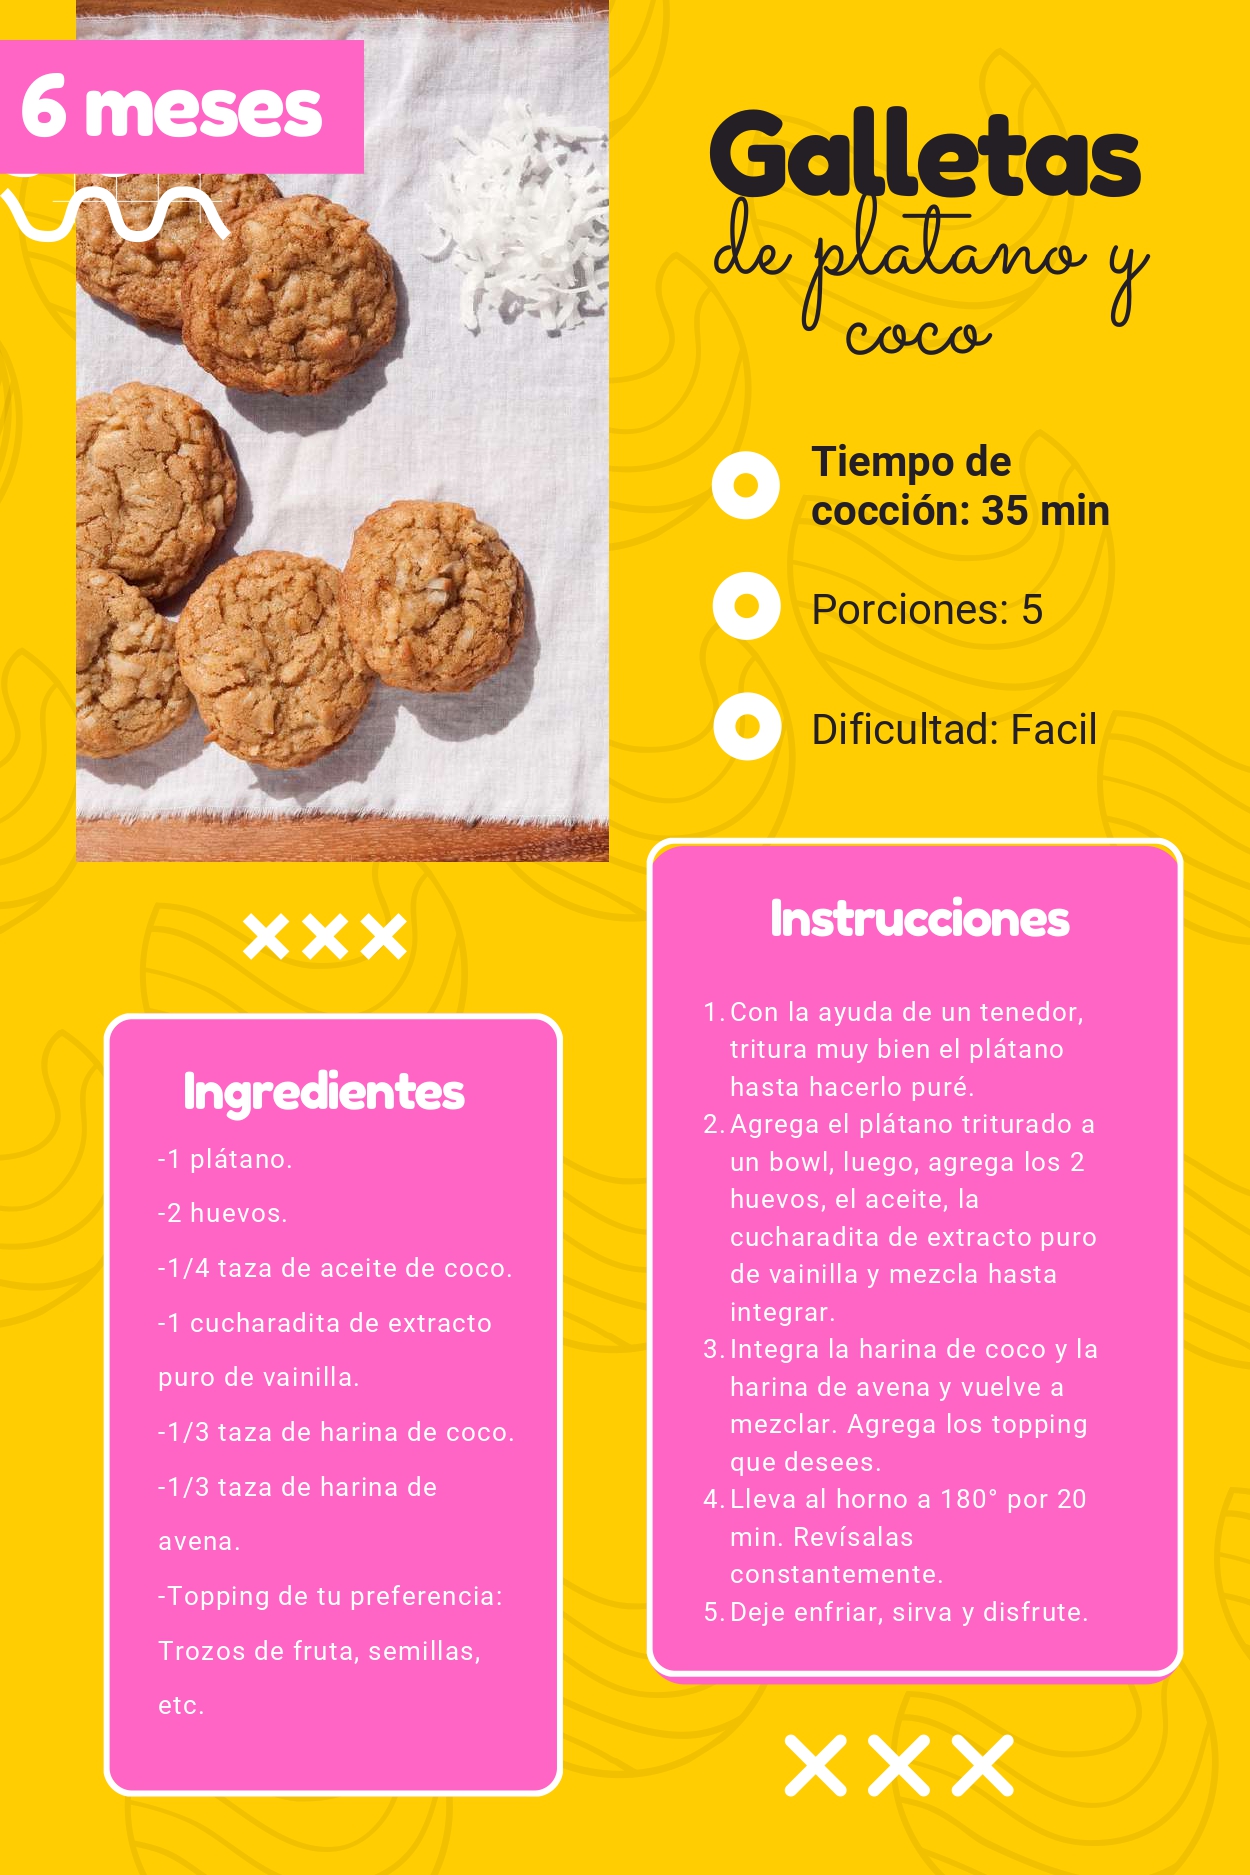 6 meses
Galletas
de platano y
coco
Tiempo de
cocción: 35 min
Porciones: 5
Dificultad: Facil
Ingredientes
-1 plátano.
-2 huevos.
-1/4 taza de aceite de coco.
-1 cucharadita de extracto
puro de vainilla.
-1/3 taza de harina de coco.
-1/3 taza de harina de
avena.
-Topping de tu preferencia:
Trozos de fruta, semillas,
etc.
Instrucciones
1. Con la ayuda de un tenedor,
tritura muy bien el plátano
hasta hacerlo puré.
2. Agrega el plátano triturado a
un bowl, luego, agrega los 2
huevos, el aceite, la
cucharadita de extracto puro
de vainilla y mezcla hasta
integrar.
3. Integra la harina de coco y la
harina de avena y vuelve a
mezclar. Agrega los topping
que desees.
4. Lleva al horno a 180° por 20
min. Revísalas
constantemente.
5. Deje enfriar, sirva y disfrute.